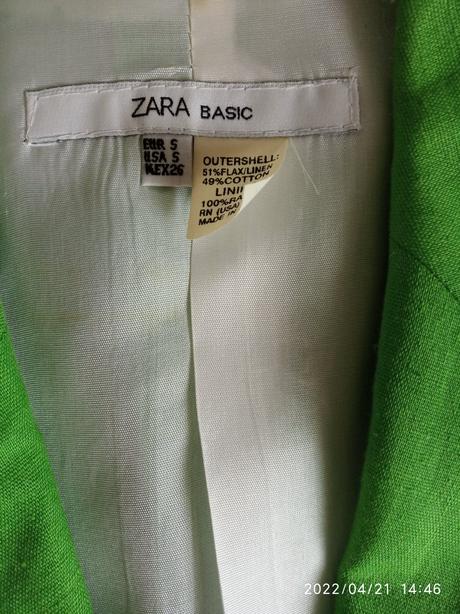 ZARA BASIC
EUR S
USA S
MEX 26
OUTERSHELL:
51%FLAX/LINEN
49%COTTON
LINI
100%RA
RN (USA)
MADE IN
2022/04/21 14:46